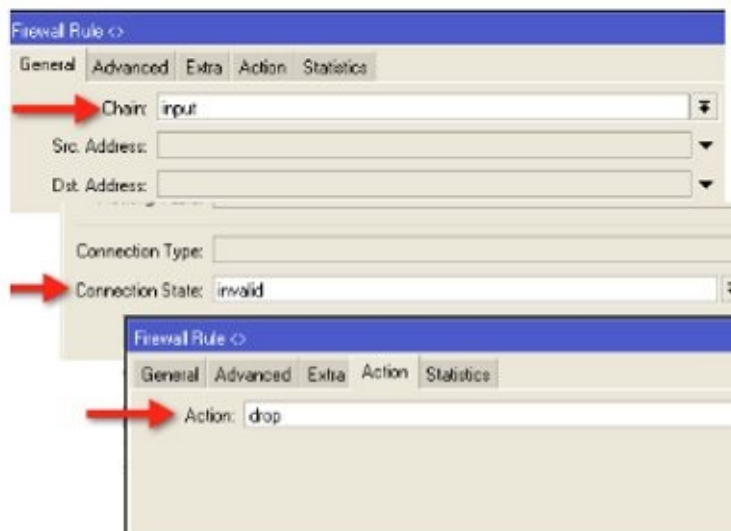 Firewall Rule <>
General Advanced Extra Action Statistics
Chain: input
Src. Address:
Dst. Address:
Connection Type:
Connection State: invalid
Firewall Rule <>
General Advanced Extra Action Statistics
Action: drop